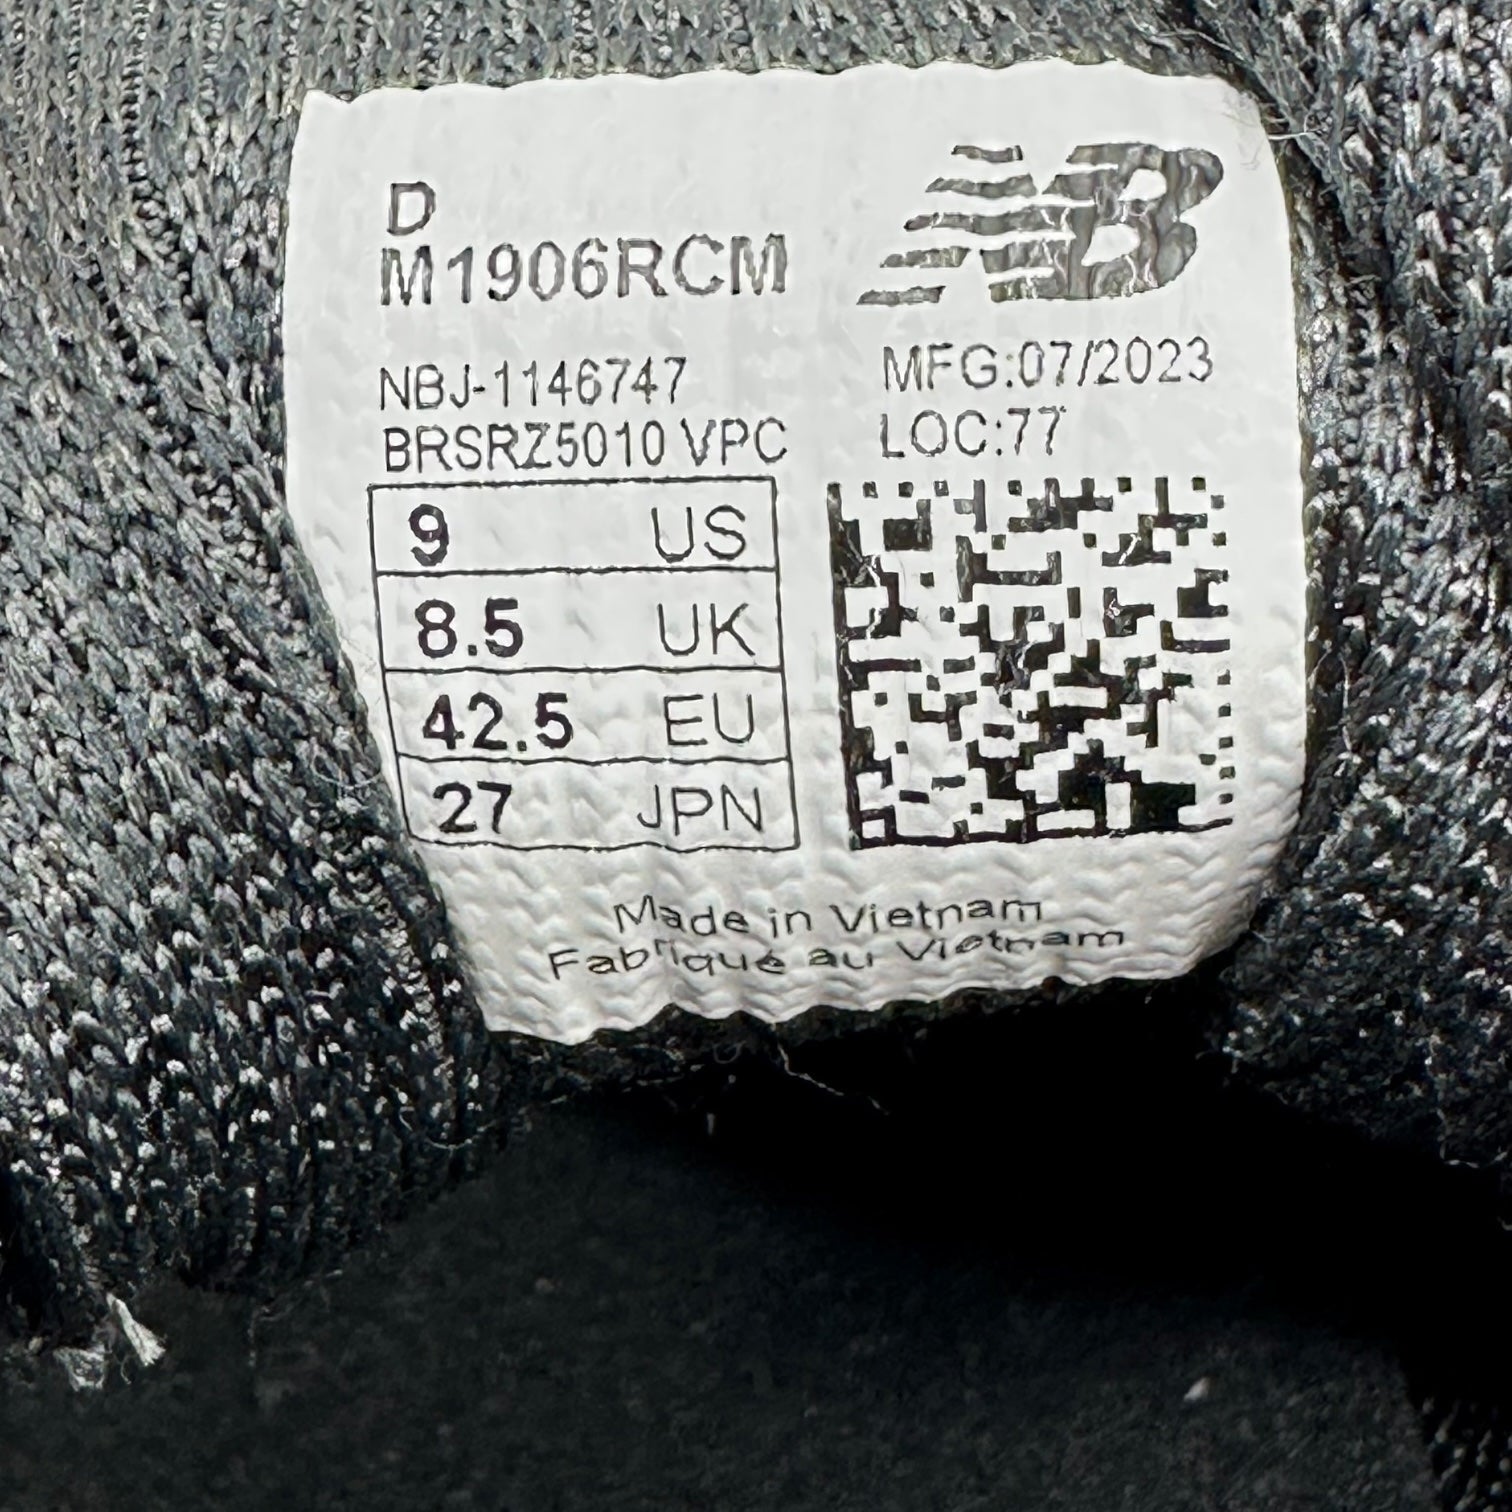 D
M1906RCM
NB
NBJ-1146747
BRSRZ5010 VPC
MFG:07/2023
LOC:77
9 US
8.5 UK
42.5 EU
27 JPN
Made in Vietnam
Fabriqué au Vietnam